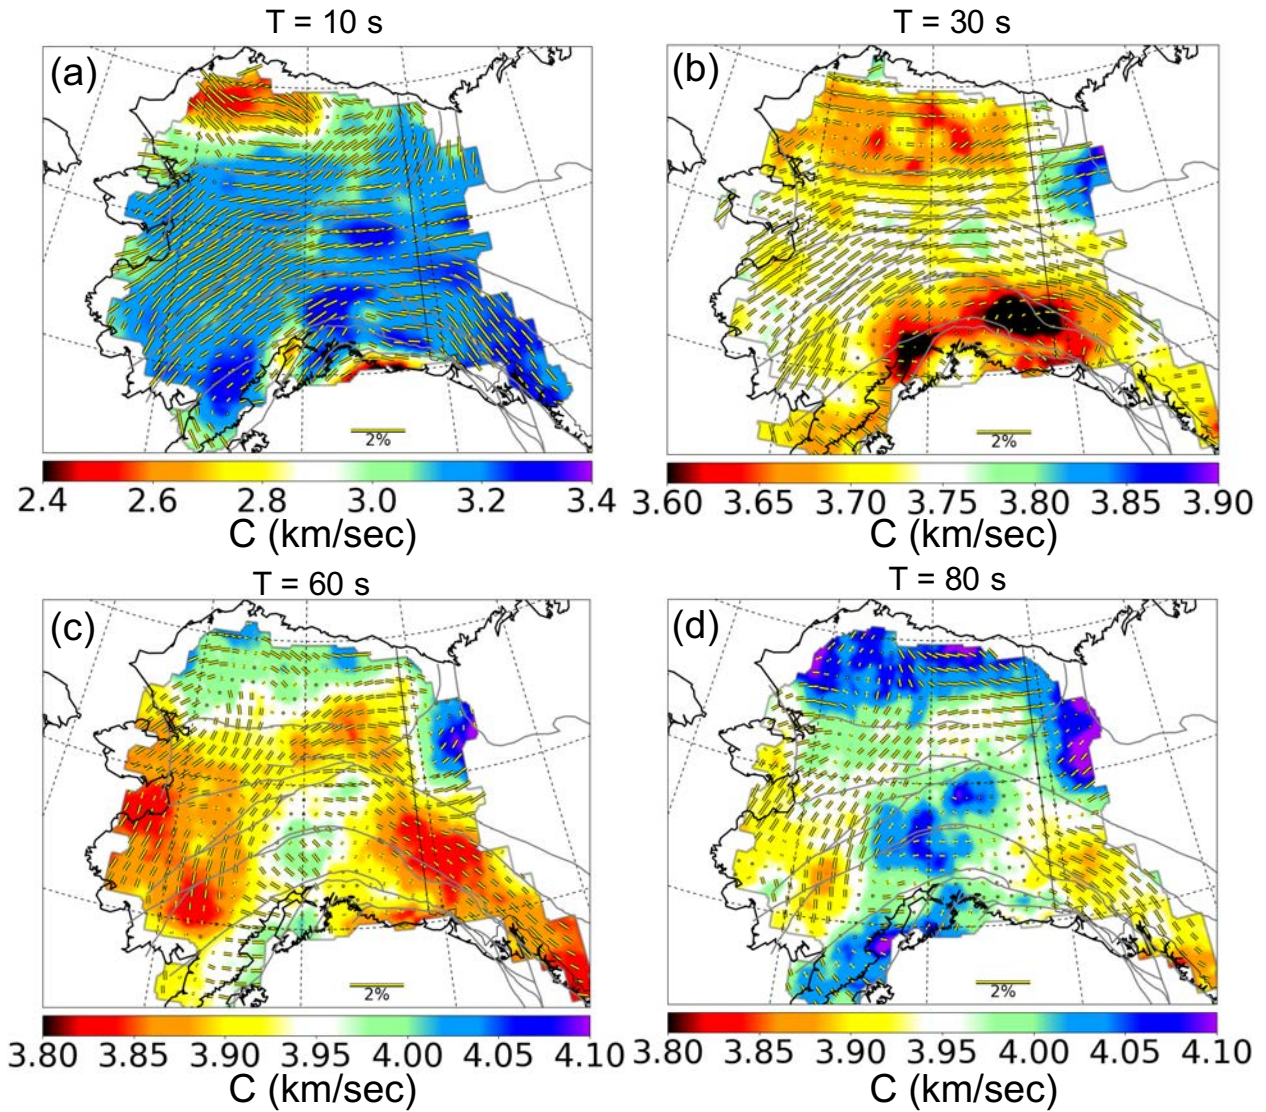 T = 10 s
T = 30 s
(a)
(b)
2%
2%
2.4 2.6 2.8 3.0 3.2 3.4
3.60 3.65 3.70 3.75 3.80 3.85 3.90
C (km/sec)
C (km/sec)
T = 60 s
T = 80 s
(c)
(d)
2%
2%
3.80 3.85 3.90 3.95 4.00 4.05 4.10
3.80 3.85 3.90 3.95 4.00 4.05 4.10
C (km/sec)
C (km/sec)